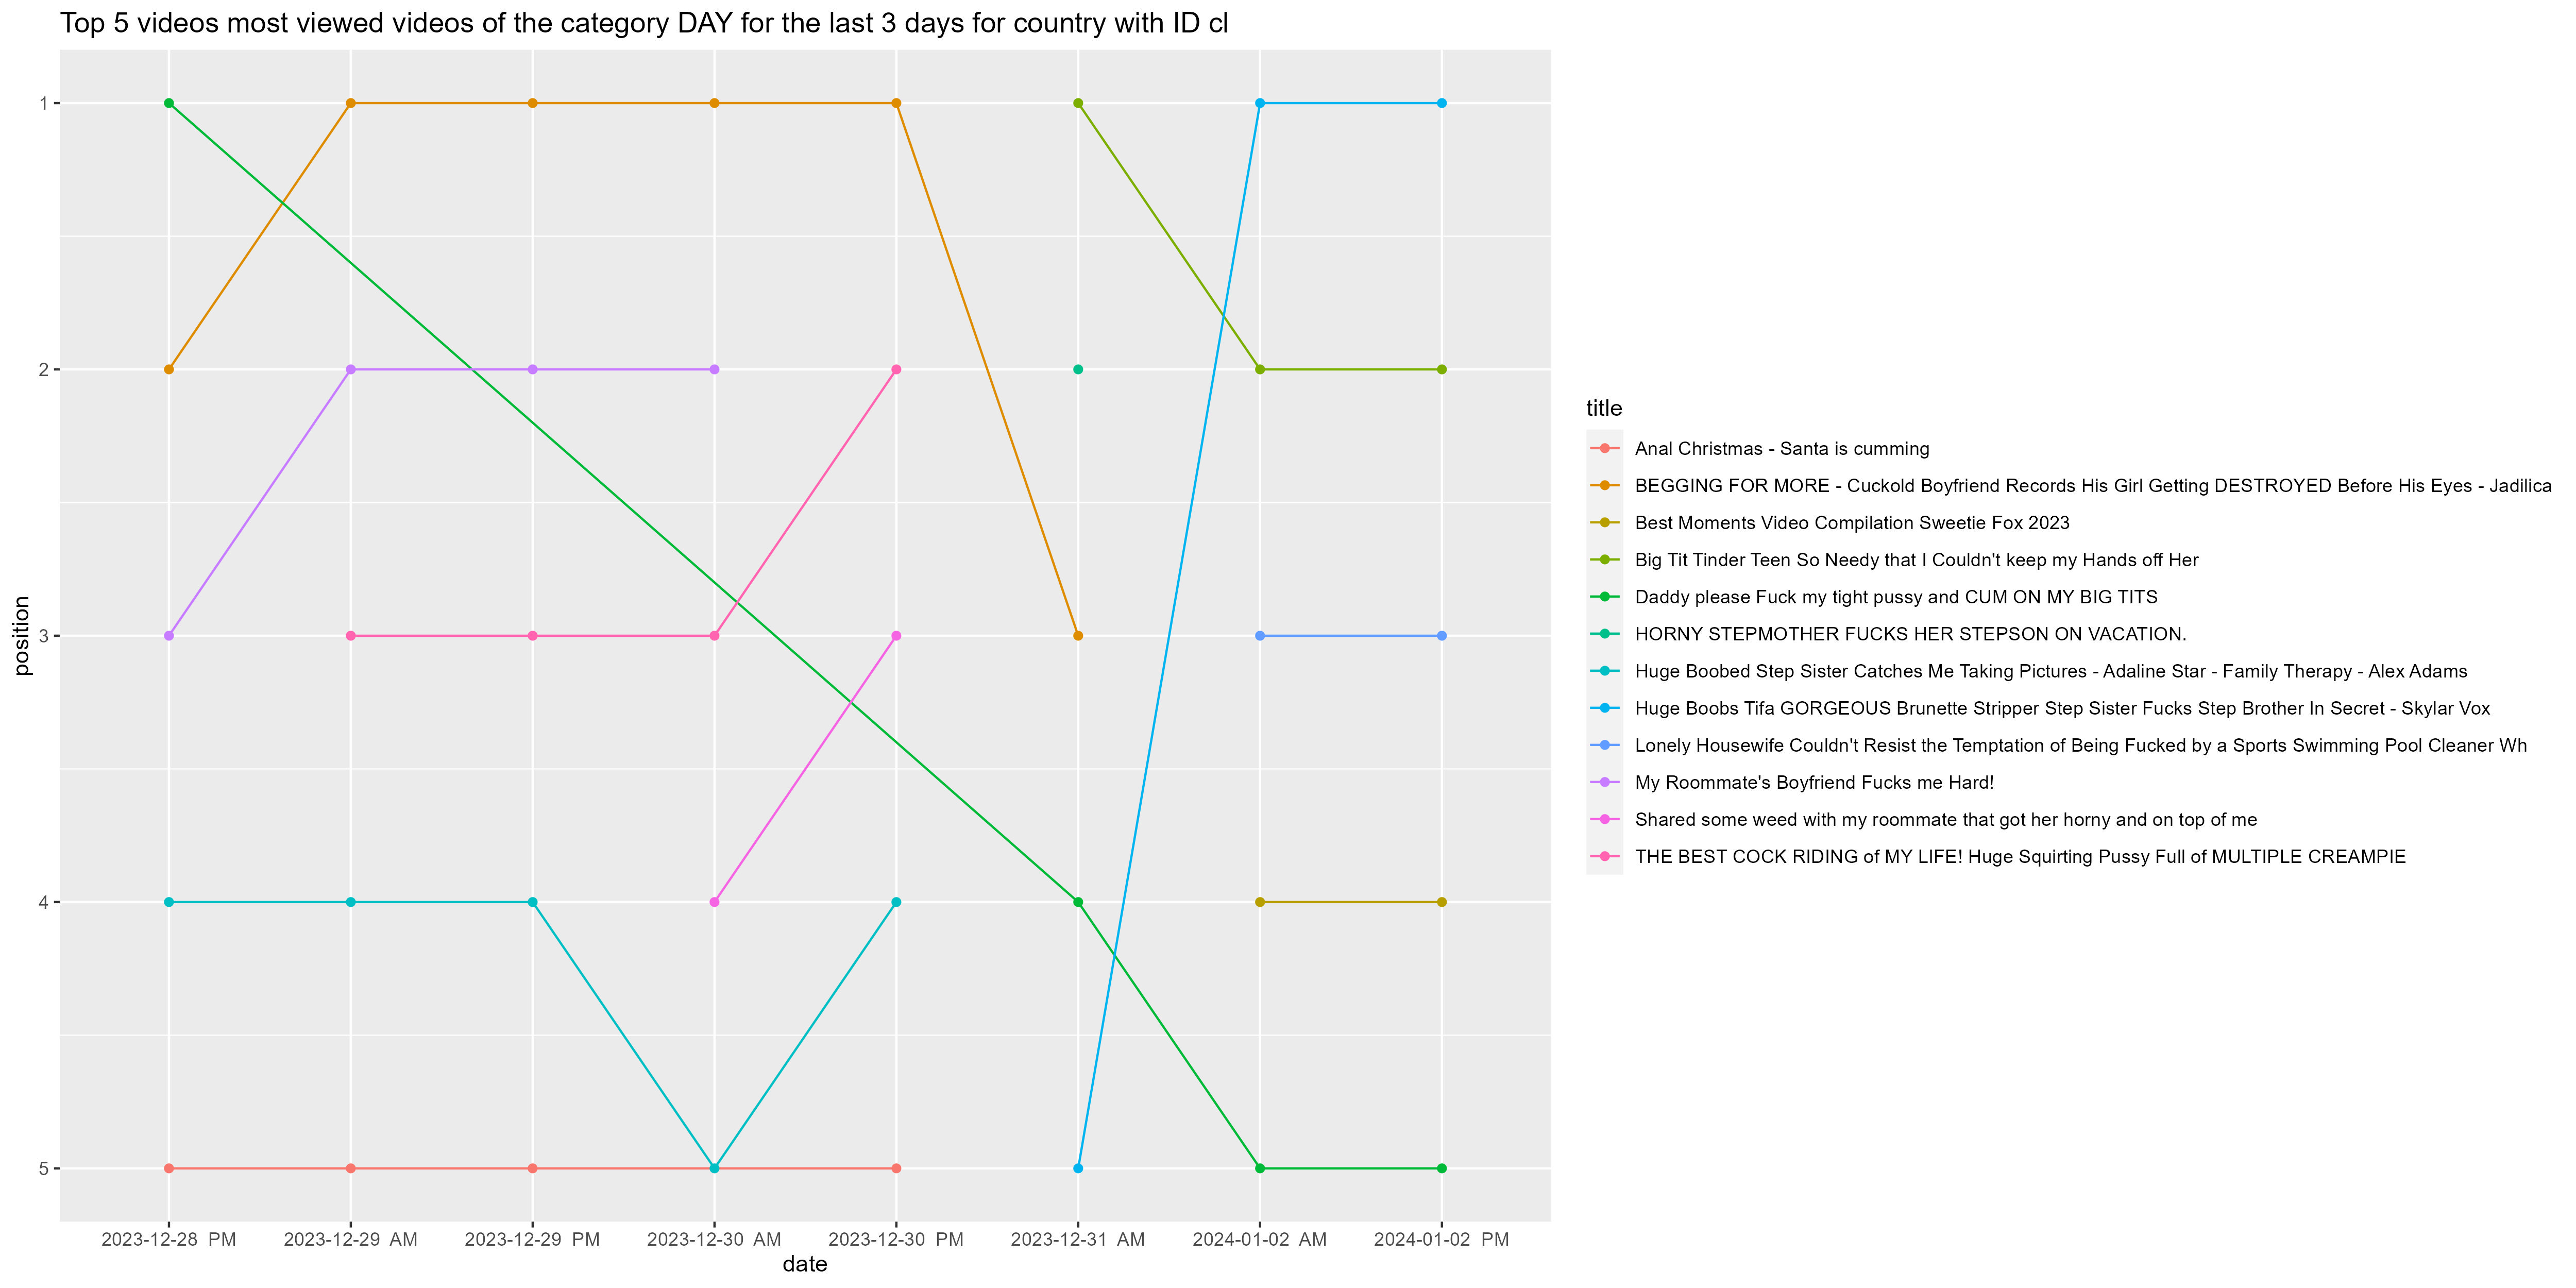 Top 5 videos most viewed videos of the category DAY for the last 3 days for country with ID cl
position
1
2
3
4
5
2023-12-28 PM
2023-12-29 AM
2023-12-29 PM
2023-12-30 AM
2023-12-30 PM
2023-12-31 AM
2024-01-02 AM
2024-01-02 PM
date
title
Anal Christmas - Santa is cumming
BEGGING FOR MORE - Cuckold Boyfriend Records His Girl Getting DESTROYED Before His Eyes - Jadilica
Best Moments Video Compilation Sweetie Fox 2023
Big Tit Tinder Teen So Needy that I Couldn't keep my Hands off Her
Daddy please Fuck my tight pussy and CUM ON MY BIG TITS
HORNY STEPMOTHER FUCKS HER STEPSON ON VACATION.
Huge Boobed Step Sister Catches Me Taking Pictures - Adaline Star - Family Therapy - Alex Adams
Huge Boobs Tifa GORGEOUS Brunette Stripper Step Sister Fucks Step Brother In Secret - Skylar Vox
Lonely Housewife Couldn't Resist the Temptation of Being Fucked by a Sports Swimming Pool Cleaner Wh
My Roommate's Boyfriend Fucks me Hard!
Shared some weed with my roommate that got her horny and on top of me
THE BEST COCK RIDING of MY LIFE! Huge Squirting Pussy Full of MULTIPLE CREAMPIE